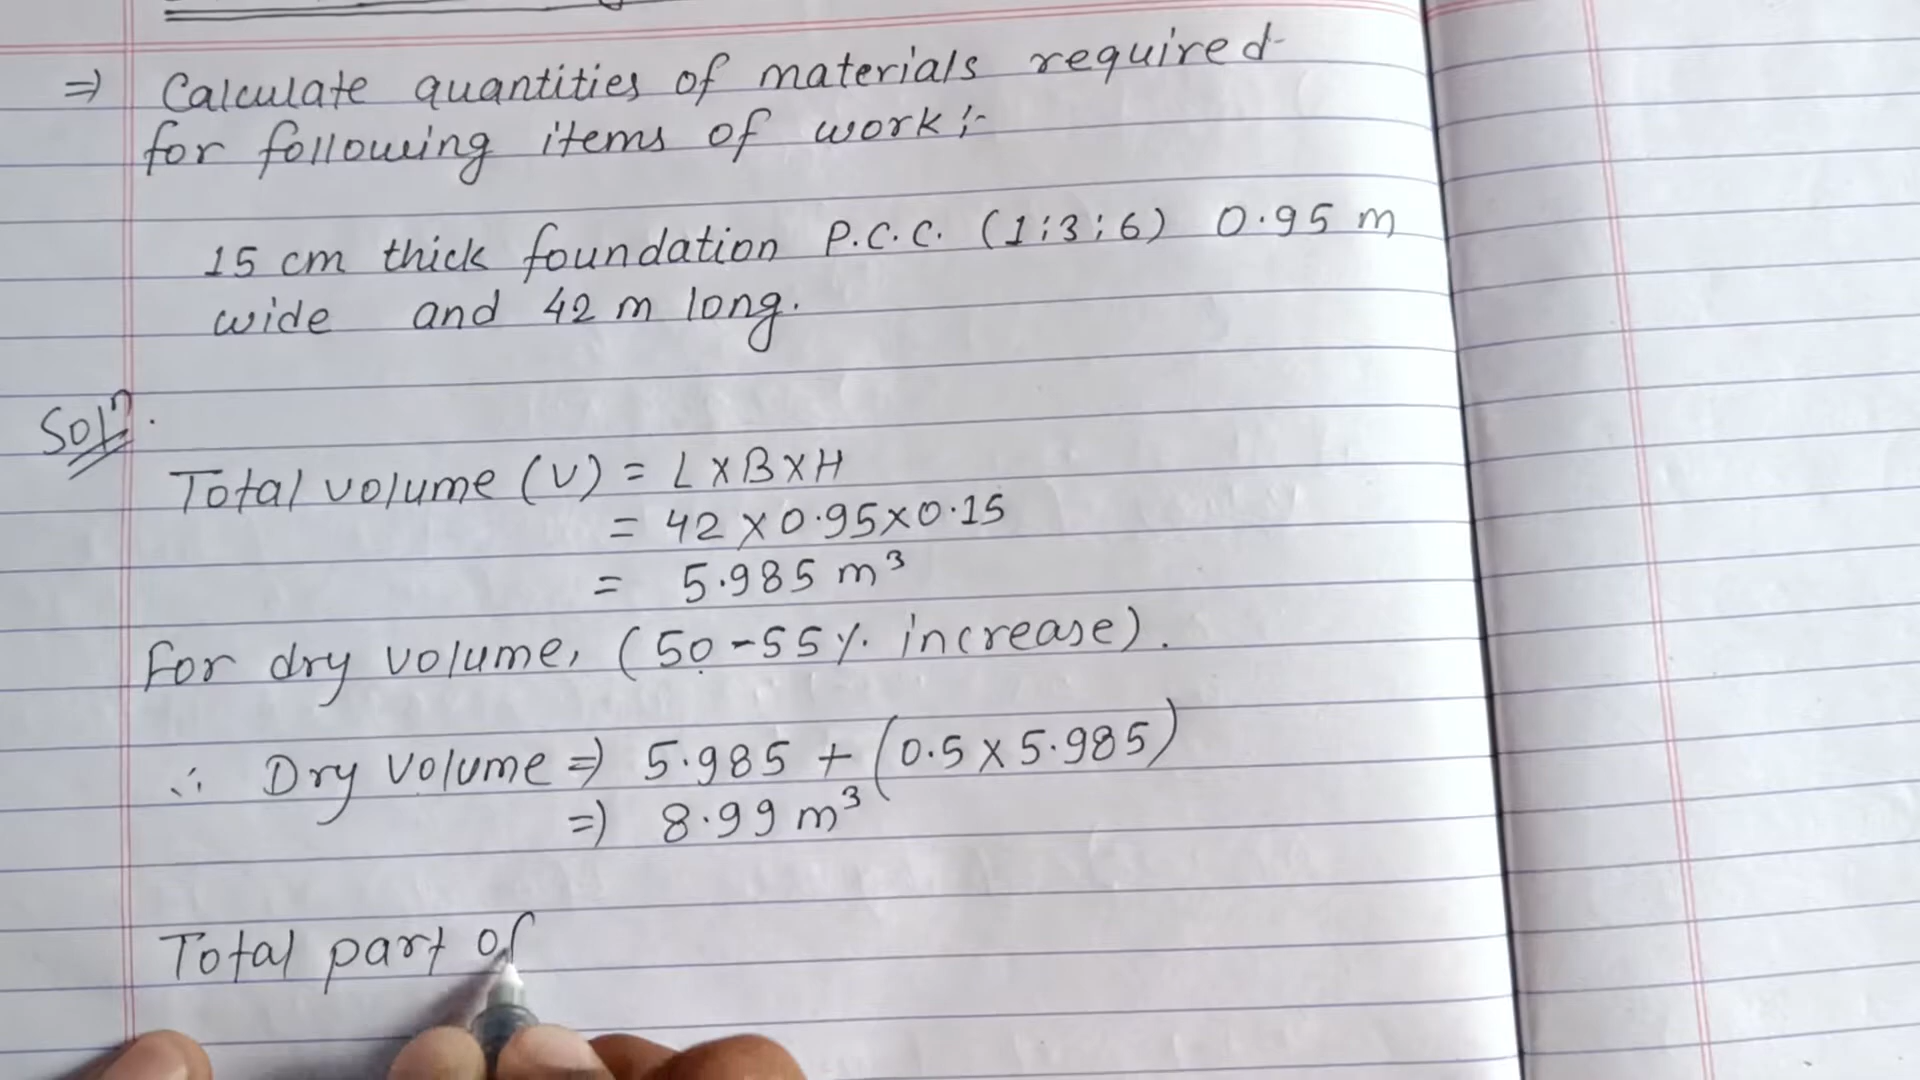 ⇒ Calculate quantities of materials required
for following items of work:-
15 cm thick foundation P.C.C. (1:3:6) 0.95 m
wide and 42 m long.
Solⁿ.
Total volume (V) = L×B×H
= 42×0.95×0.15
= 5.985 m³
For dry volume, (50-55% increase).
∴ Dry volume ⇒ 5.985 + (0.5×5.985)
⇒ 8.99 m³
Total part of